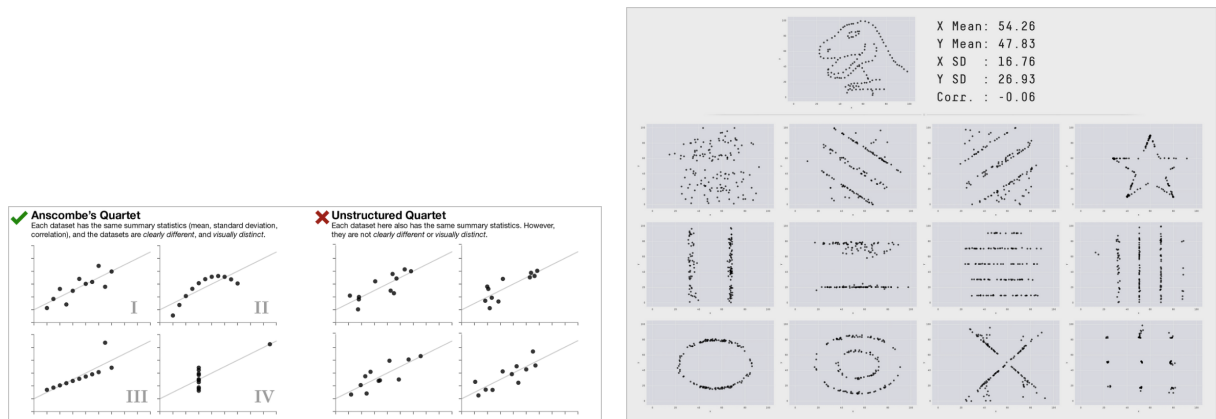 Anscombe's Quartet
Each dataset has the same summary statistics (mean, standard deviation,
correlation), and the datasets are clearly different, and visually distinct.
I
II
III
IV
Unstructured Quartet
Each dataset here also has the same summary statistics. However,
they are not clearly different or visually distinct.
X Mean: 54.26
Y Mean: 47.83
X SD : 16.76
Y SD : 26.93
Corr. : -0.06